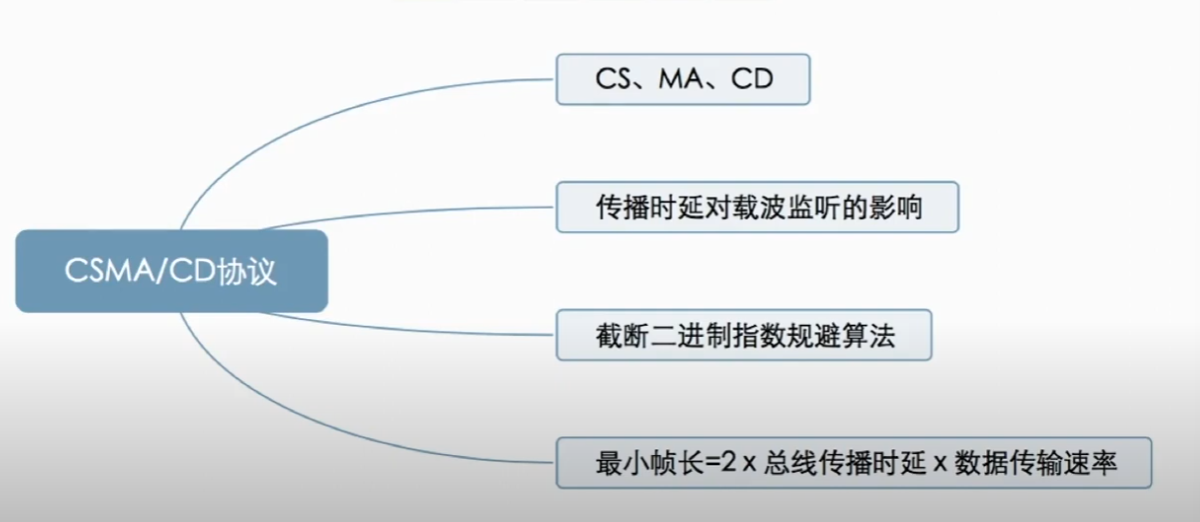 CS、MA、CD
传播时延对载波监听的影响
CSMA/CD协议
截断二进制指数规避算法
最小帧长=2 x 总线传播时延 x 数据传输速率